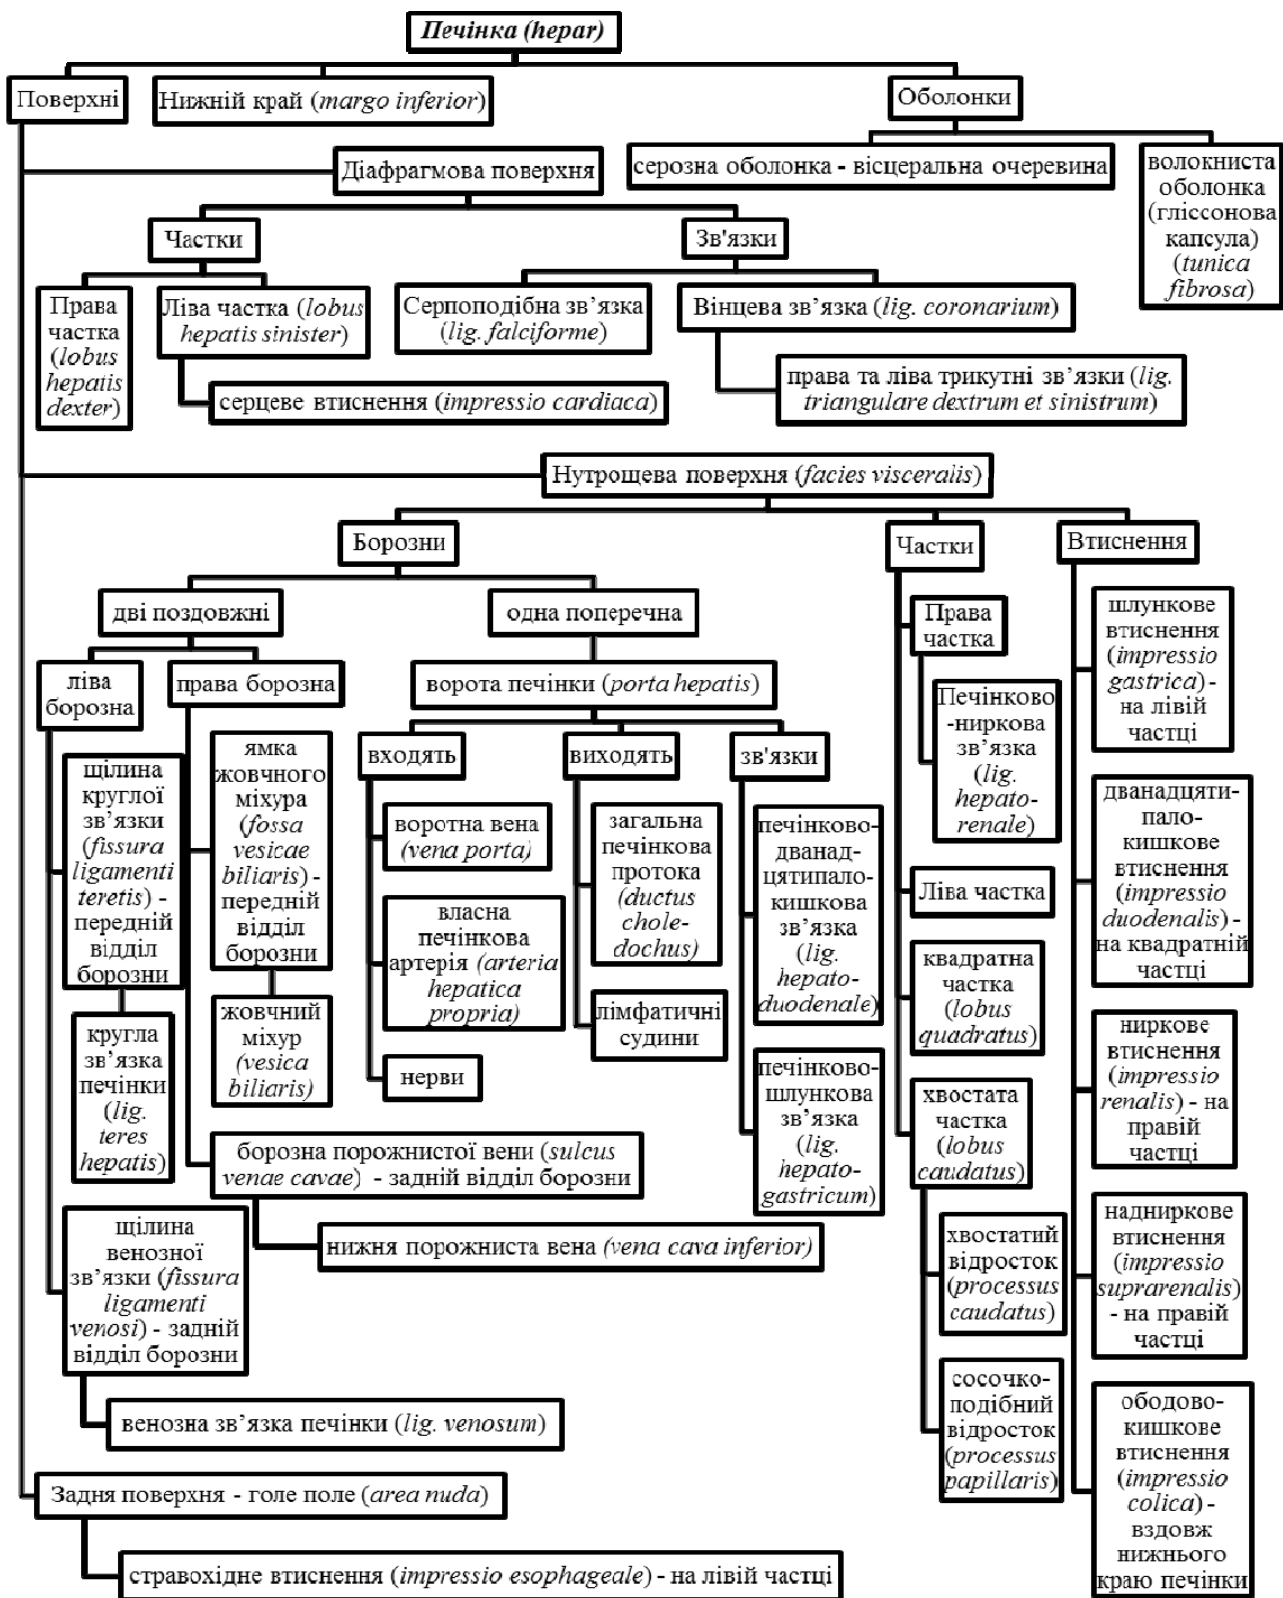 Печінка (hepar)
Поверхні
Нижній край (margo inferior)
Оболонки
серозна оболонка - вісцеральна очеревина
волокниста
оболонка
(гліссонова
капсула)
(tunica
fibrosa)
Діафрагмова поверхня
Частки
Зв'язки
Права
частка
(lobus
hepatis
dexter)
Ліва частка (lobus
hepatis sinister)
серцеве втиснення (impressio cardiaca)
Серпоподібна зв’язка
(lig. falciforme)
Вінцева зв’язка (lig. coronarium)
права та ліва трикутні зв’язки (lig.
triangulare dextrum et sinistrum)
Нутрощева поверхня (facies visceralis)
Борозни
Частки
Втиснення
дві поздовжні
одна поперечна
ліва
борозна
права борозна
ворота печінки (porta hepatis)
щілина
круглої
зв’язки
(fissura
ligamenti
teretis) -
передній
відділ
борозни
кругла
зв’язка
печінки
(lig.
teres
hepatis)
щілина
венозної
зв’язки (fissura
ligamenti
venosi) - задній
відділ борозни
венозна зв’язка печінки (lig. venosum)
ямка
жовчного
міхура
(fossa
vesicae
biliaris) -
передній
відділ
борозни
жовчний
міхур
(vesica
biliaris)
борозна порожнистої вени (sulcus
venae cavae) - задній відділ борозни
нижня порожниста вена (vena cava inferior)
входять
воротна вена
(vena porta)
власна
печінкова
артерія (arteria
hepatica
propria)
нерви
виходять
загальна
печінкова
протока
(ductus
chole-
dochus)
лімфатичні
судини
зв'язки
печінково-
дванад-
цятипало-
кишкова
зв’язка
(lig.
hepato-
duodenale)
печінково-
шлункова
зв’язка
(lig.
hepato-
gastricum)
Права
частка
Печінково
-ниркова
зв’язка
(lig.
hepato-
renale)
Ліва частка
квадратна
частка
(lobus
quadratus)
хвостата
частка
(lobus
caudatus)
хвостатий
відросток
(processus
caudatus)
сосочко-
подібний
відросток
(processus
papillaris)
шлункове
втиснення
(impressio
gastrica) -
на лівій
частці
дванадцяти-
пало-
кишкове
втиснення
(impressio
duodenalis) -
на квадратній
частці
ниркове
втиснення
(impressio
renalis) - на
правій
частці
надниркове
втиснення
(impressio
suprarenalis)
- на правій
частці
ободово-
кишкове
втиснення
(impressio
colica) -
вздовж
нижнього
краю печінки
Задня поверхня - голе поле (area nuda)
стравохідне втиснення (impressio esophageale) - на лівій частці